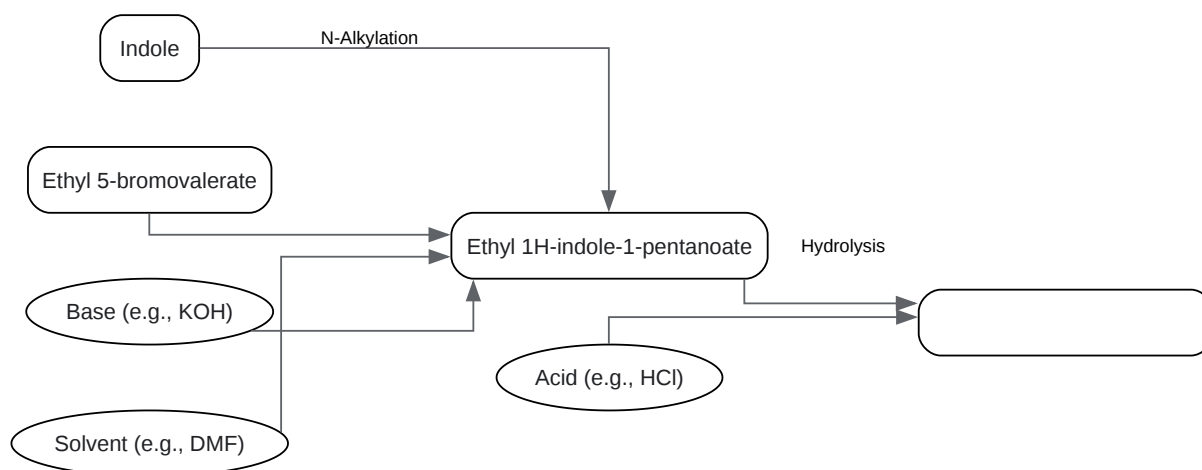 Indole
N-Alkylation
Ethyl 5-bromovalerate
Ethyl 1H-indole-1-pentanoate
Hydrolysis
Base (e.g., KOH)
Acid (e.g., HCl)
Solvent (e.g., DMF)